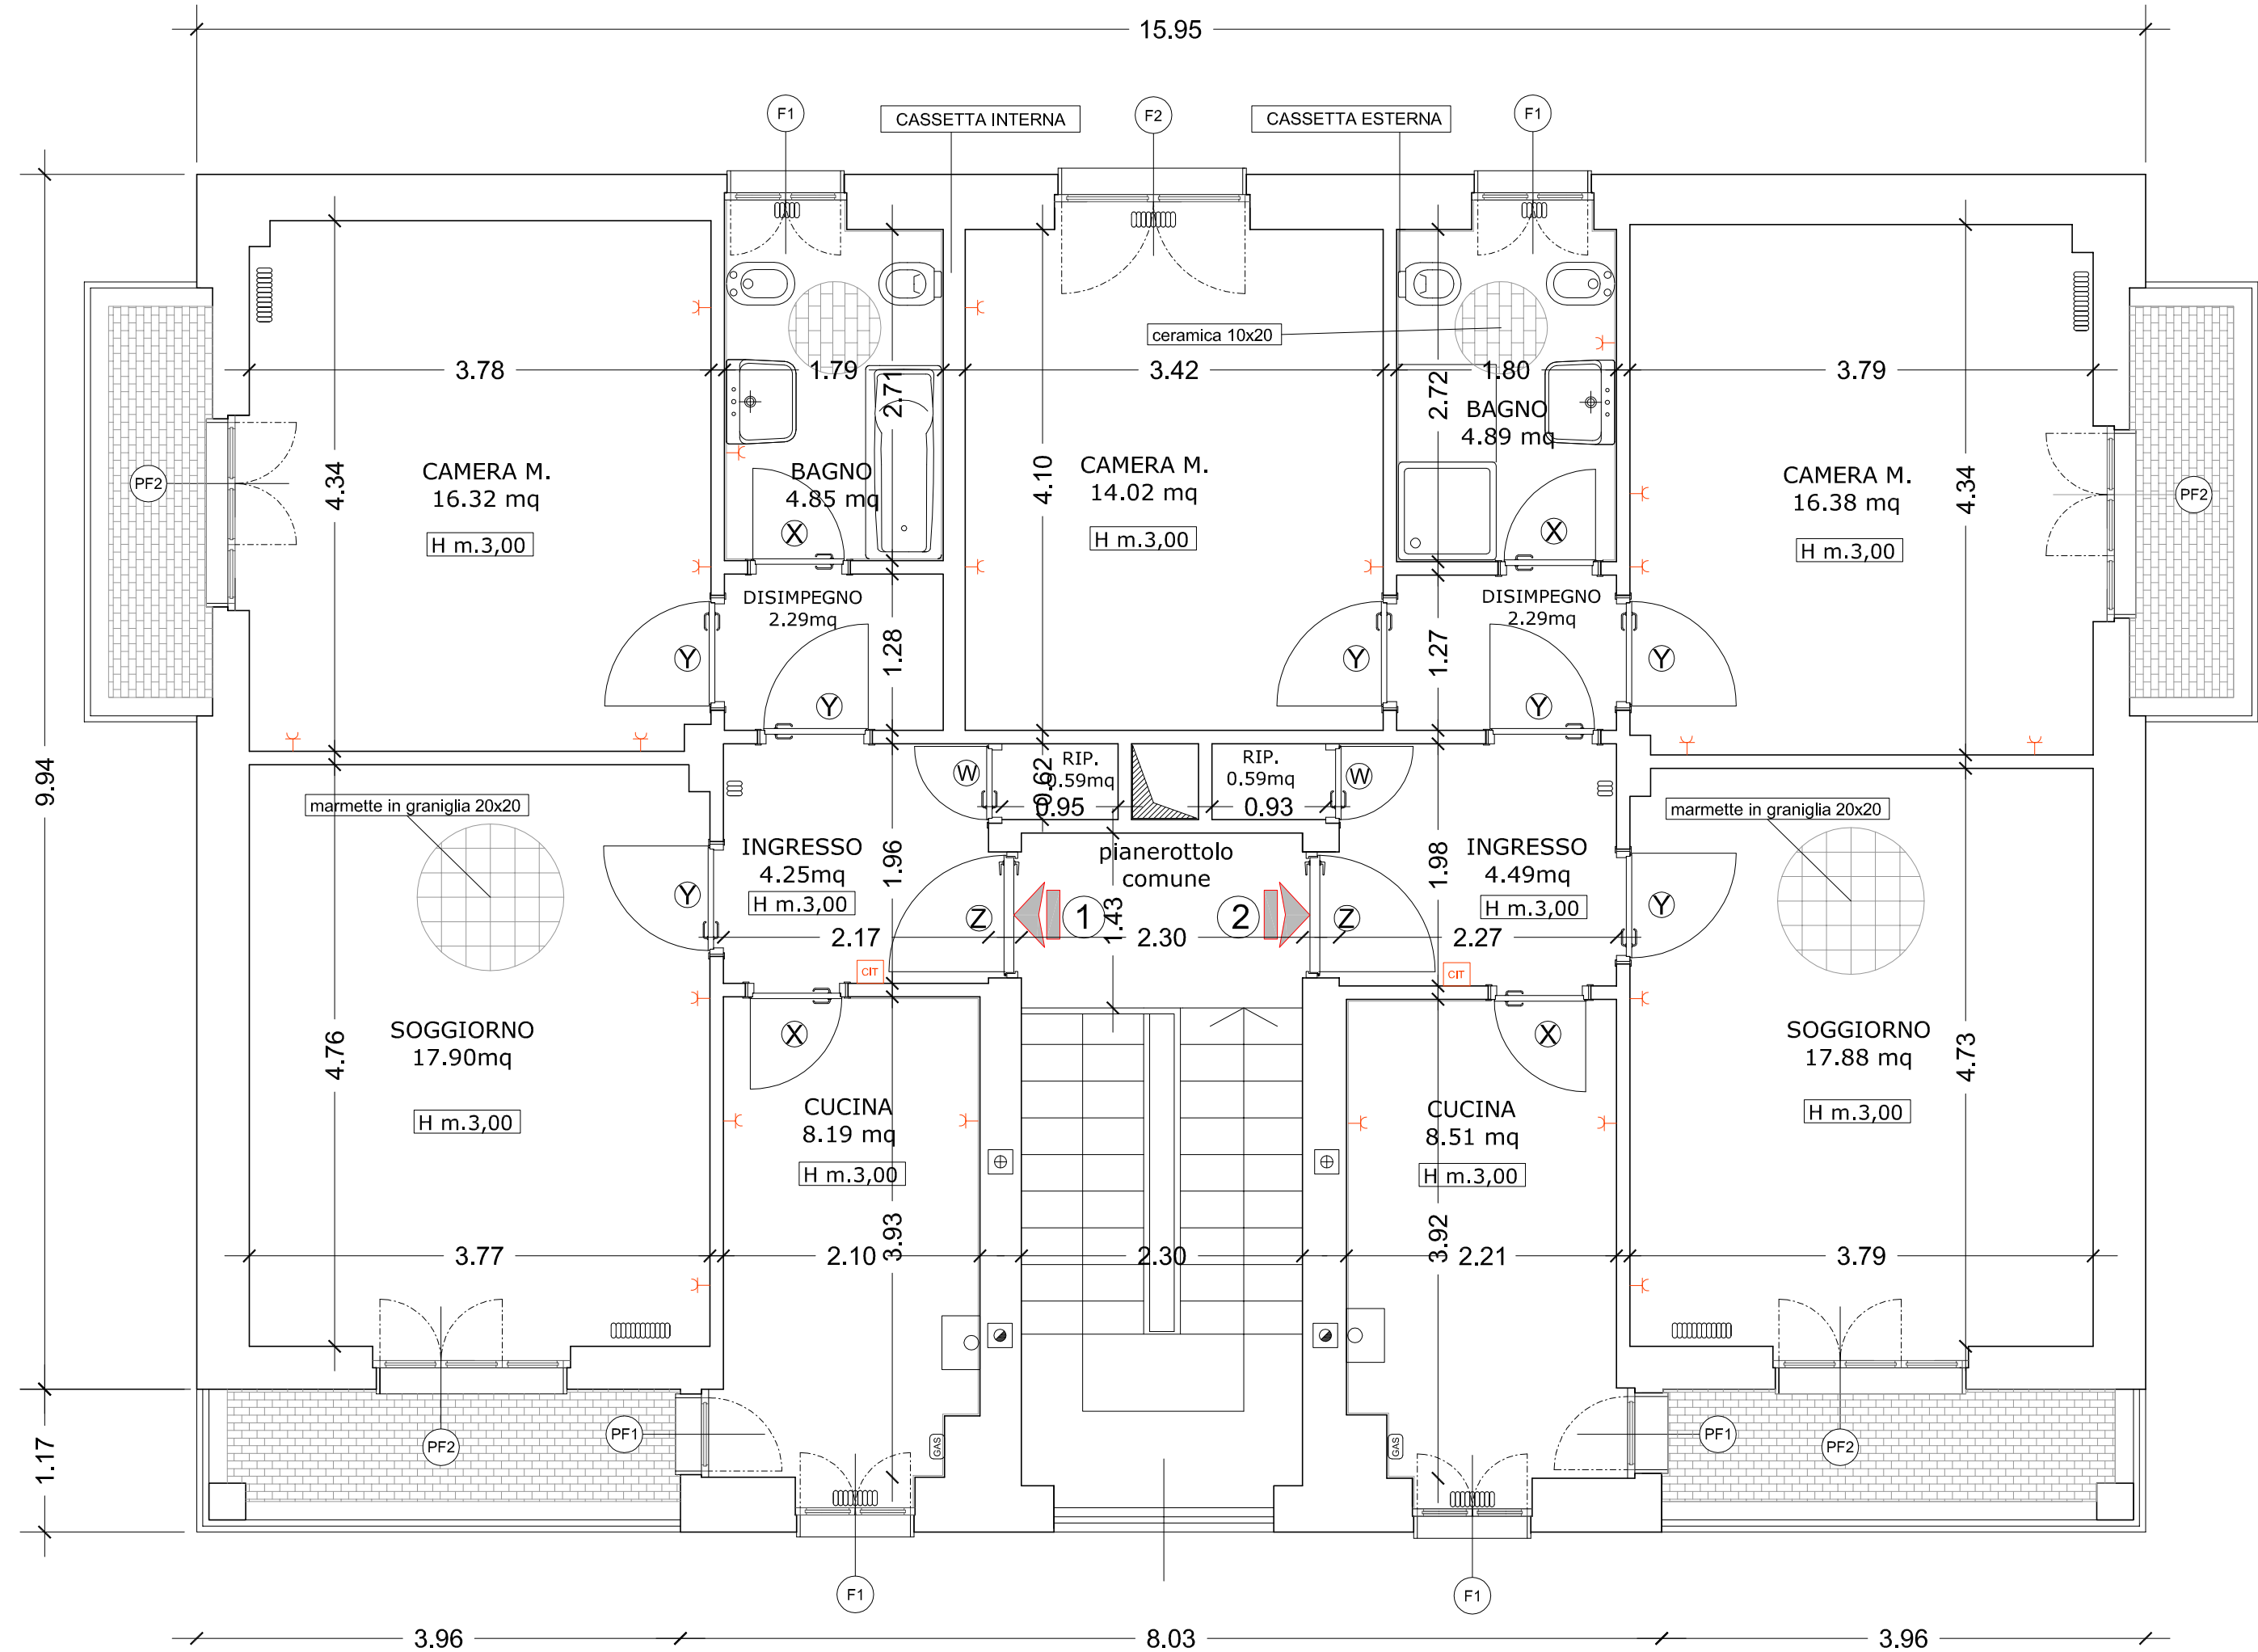 15.95
F1
CASSETTA INTERNA
F2
CASSETTA ESTERNA
F1
ceramica 10x20
3.78
1.79
3.42
1.80
3.79
2.71
2.72
BAGNO
4.89 mq
4.34
CAMERA M.
16.32 mq
H m.3,00
BAGNO
4.85 mq
4.10
CAMERA M.
14.02 mq
H m.3,00
CAMERA M.
16.38 mq
H m.3,00
4.34
PF2
PF2
X
X
DISIMPEGNO
2.29mq
DISIMPEGNO
2.29mq
1.28
1.27
Y
Y
Y
Y
Y
9.94
W
RIP.
0.59mq
0.62
0.95
RIP.
0.59mq
0.93
W
marmette in graniglia 20x20
marmette in graniglia 20x20
INGRESSO
4.25mq
H m.3,00
1.96
pianerottolo
comune
1.98
INGRESSO
4.49mq
H m.3,00
Y
Z
1
1.43
2
Z
Y
2.17
2.30
2.27
CIT
CIT
SOGGIORNO
17.90mq
H m.3,00
4.76
X
X
SOGGIORNO
17.88 mq
H m.3,00
4.73
CUCINA
8.19 mq
H m.3,00
CUCINA
8.51 mq
H m.3,00
3.93
3.92
3.77
2.10
2.30
2.21
3.79
PF2
PF1
GAS
GAS
PF1
PF2
1.17
F1
F1
3.96
8.03
3.96